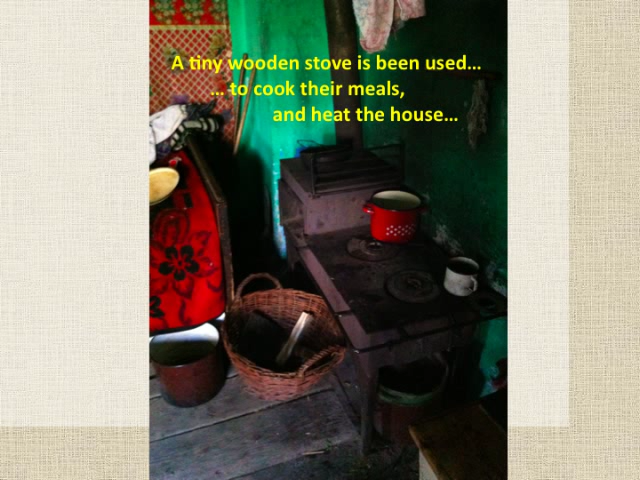 A tiny wooden stove is been used…
… to cook their meals,
and heat the house…